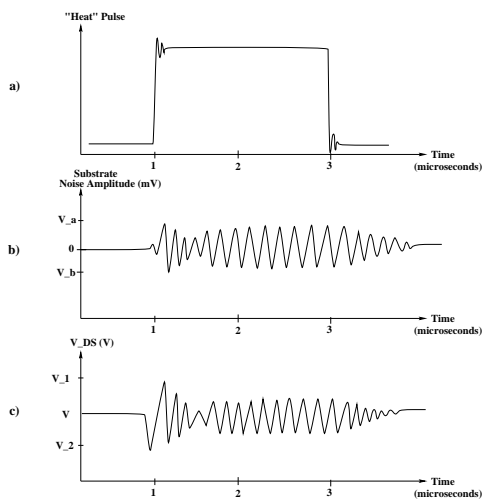 "Heat" Pulse
a)
1
2
3
Time
(microseconds)
Substrate
Noise Amplitude (mV)
V_a
b)
0
V_b
1
2
3
Time
(microseconds)
V_DS (V)
V_1
c)
V
V_2
1
2
3
Time
(microseconds)